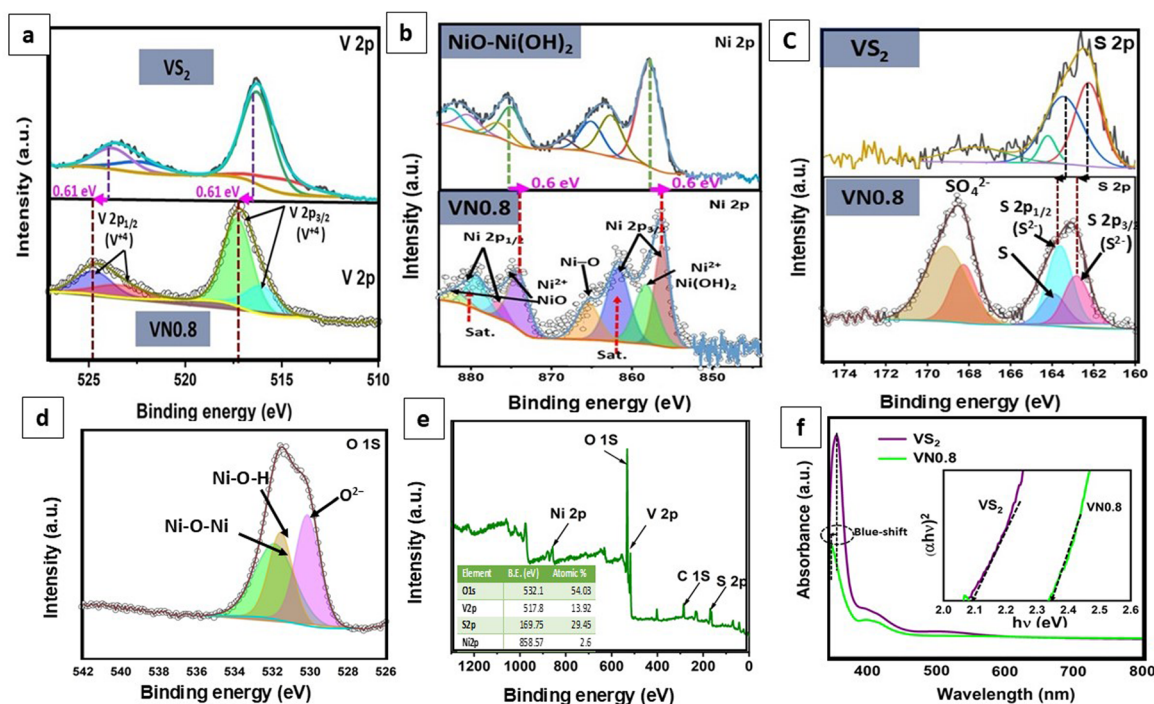 a
V 2p
VS2
Intensity (a.u.)
0.61 eV
0.61 eV
V 2p1/2
(V+4)
V 2p3/2
(V+4)
V 2p
VN0.8
525
520
515
510
Binding energy (eV)
b
NiO-Ni(OH)2
Ni 2p
Intensity (a.u.)
0.6 eV
0.6 eV
VN0.8
Ni 2p
Ni 2p1/2
Ni 2p3/
Ni–O
Ni2+
NiO
Ni2+
Ni(OH)2
Sat.
Sat.
880
870
860
850
Binding energy (eV)
c
VS2
S 2p
Intensity (a.u.)
VN0.8
SO42-
S 2p
S 2p1/2
(S2-)
S 2p3/2
(S2-)
S
175 174
172
170
168
166
164
162
160
Binding energy (eV)
d
O 1S
Intensity (a.u.)
Ni-O-H
O2−
Ni-O-Ni
542
540
538
536
534
532
530
528
526
Binding energy (eV)
e
O 1S
Intensity (a.u.)
Ni 2p
V 2p
C 1S
S 2p
Element B.E. (eV) Atomic %
O1s 532.1 54.03
V2p 517.8 13.92
S2p 169.75 29.45
Ni2p 858.57 2.6
1200
1000
800
600
400
200
0
Binding energy (eV)
f
VS2
VN0.8
Absorbance (a.u.)
Blue-shift
(αhν)2
VS2
VN0.8
2.0 2.1 2.2 2.3 2.4 2.5 2.6
hν (eV)
400
500
600
700
800
Wavelength (nm)